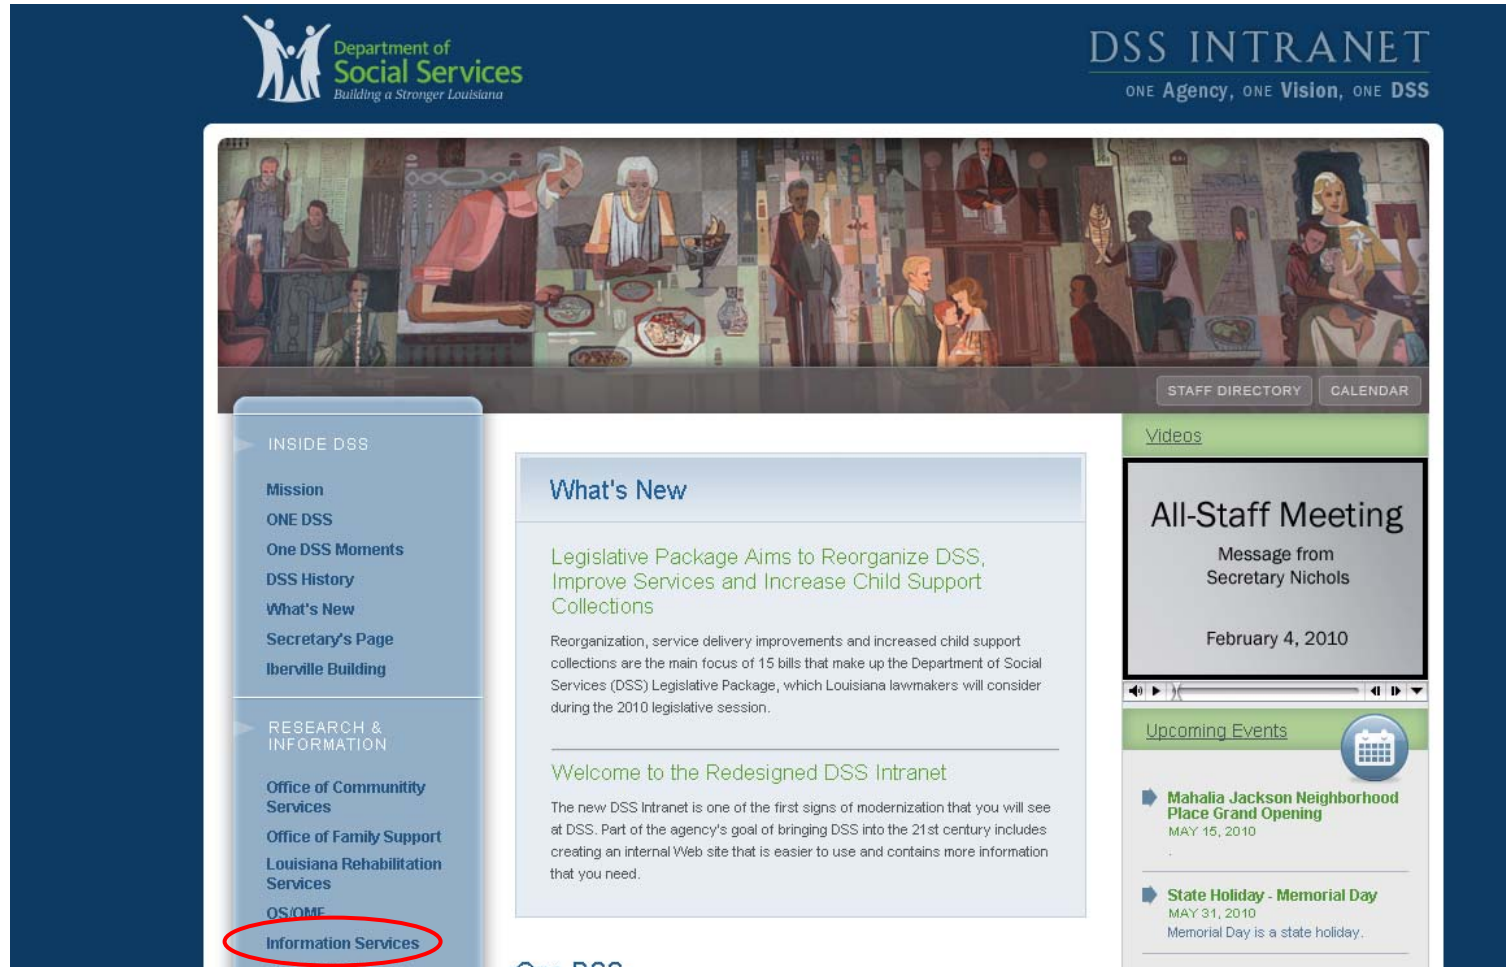 Department of
Social Services
Building a Stronger Louisiana
DSS INTRANET
ONE Agency, ONE Vision, ONE DSS
STAFF DIRECTORY
CALENDAR
INSIDE DSS
Mission
ONE DSS
One DSS Moments
DSS History
What's New
Secretary's Page
Iberville Building
RESEARCH &
INFORMATION
Office of Communitity
Services
Office of Family Support
Louisiana Rehabilitation
Services
OS/OMF
Information Services
What's New
Legislative Package Aims to Reorganize DSS,
Improve Services and Increase Child Support
Collections
Reorganization, service delivery improvements and increased child support
collections are the main focus of 15 bills that make up the Department of Social
Services (DSS) Legislative Package, which Louisiana lawmakers will consider
during the 2010 legislative session.
Welcome to the Redesigned DSS Intranet
The new DSS Intranet is one of the first signs of modernization that you will see
at DSS. Part of the agency's goal of bringing DSS into the 21st century includes
creating an internal Web site that is easier to use and contains more information
that you need.
One DSS
Videos
All-Staff Meeting
Message from
Secretary Nichols
February 4, 2010
Upcoming Events
Mahalia Jackson Neighborhood
Place Grand Opening
MAY 15, 2010
.
State Holiday - Memorial Day
MAY 31, 2010
Memorial Day is a state holiday.